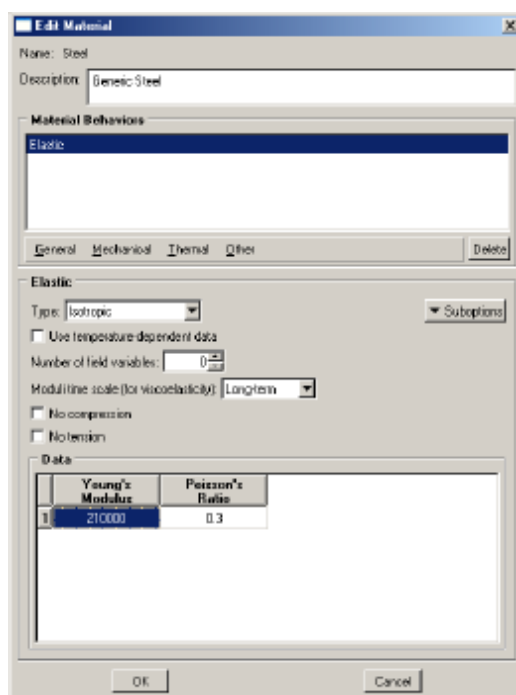 Edit Material
Name: Steel
Description: Generic Steel
Material Behaviors
Elastic
General Mechanical Thermal Other Delete
Elastic
Type: Isotropic Suboptions
Use temperature-dependent data
Number of field variables: 0
Moduli time scale (for viscoelasticity): Long-term
No compression
No tension
Data
Young's Poisson's
Modulus Ratio
1 210000 0.3
OK Cancel